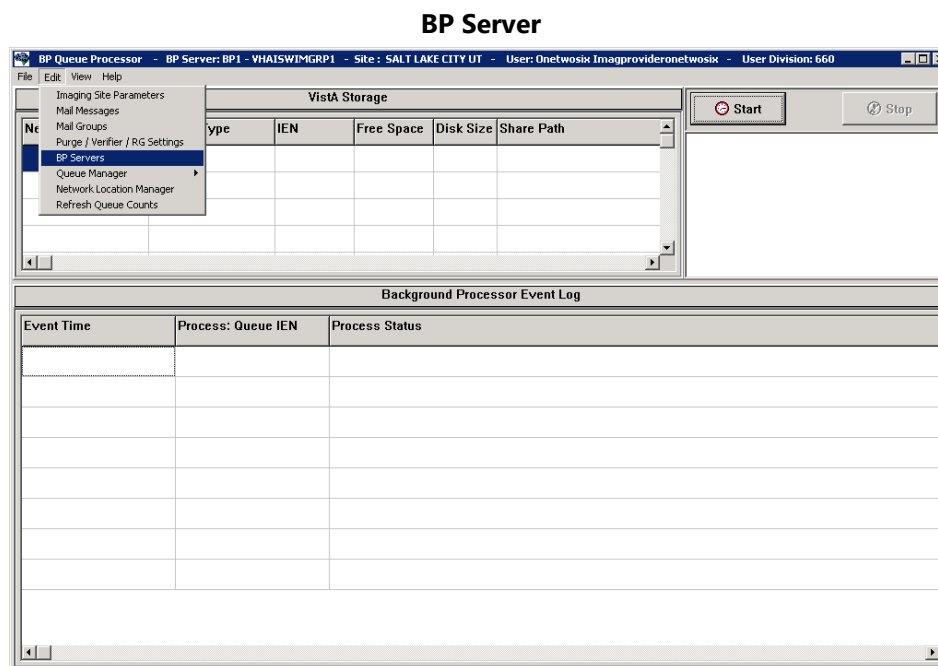 BP Server
BP Queue Processor - BP Server: BP1 - VHAISWIMGRP1 - Site : SALT LAKE CITY UT - User: Onetwosix Imagprovideronetwosix - User Division: 660
File Edit View Help
Imaging Site Parameters
Mail Messages
Mail Groups
Purge / Verifier / RG Settings
BP Servers
Queue Manager
Network Location Manager
Refresh Queue Counts
VistA Storage
Ne ype IEN Free Space Disk Size Share Path
Start
Stop
Background Processor Event Log
Event Time Process: Queue IEN Process Status